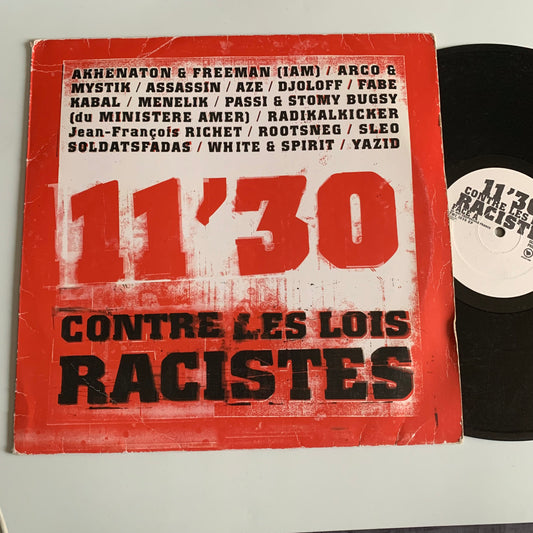 AKHENATON & FREEMAN (IAM) / ARCO &
MYSTIK / ASSASSIN / AZE / DJOLOFF / FABE
KABAL / MENELIK / PASSI & STOMY BUGSY
(du MINISTERE AMER) / RADIKALKICKER
Jean-François RICHET / ROOTSNEG / SLEO
SOLDATSFADAS / WHITE & SPIRIT / YAZID
11'30
CONTRE LES LOIS
RACISTES
11'30
CONTRE LES
RACISTE